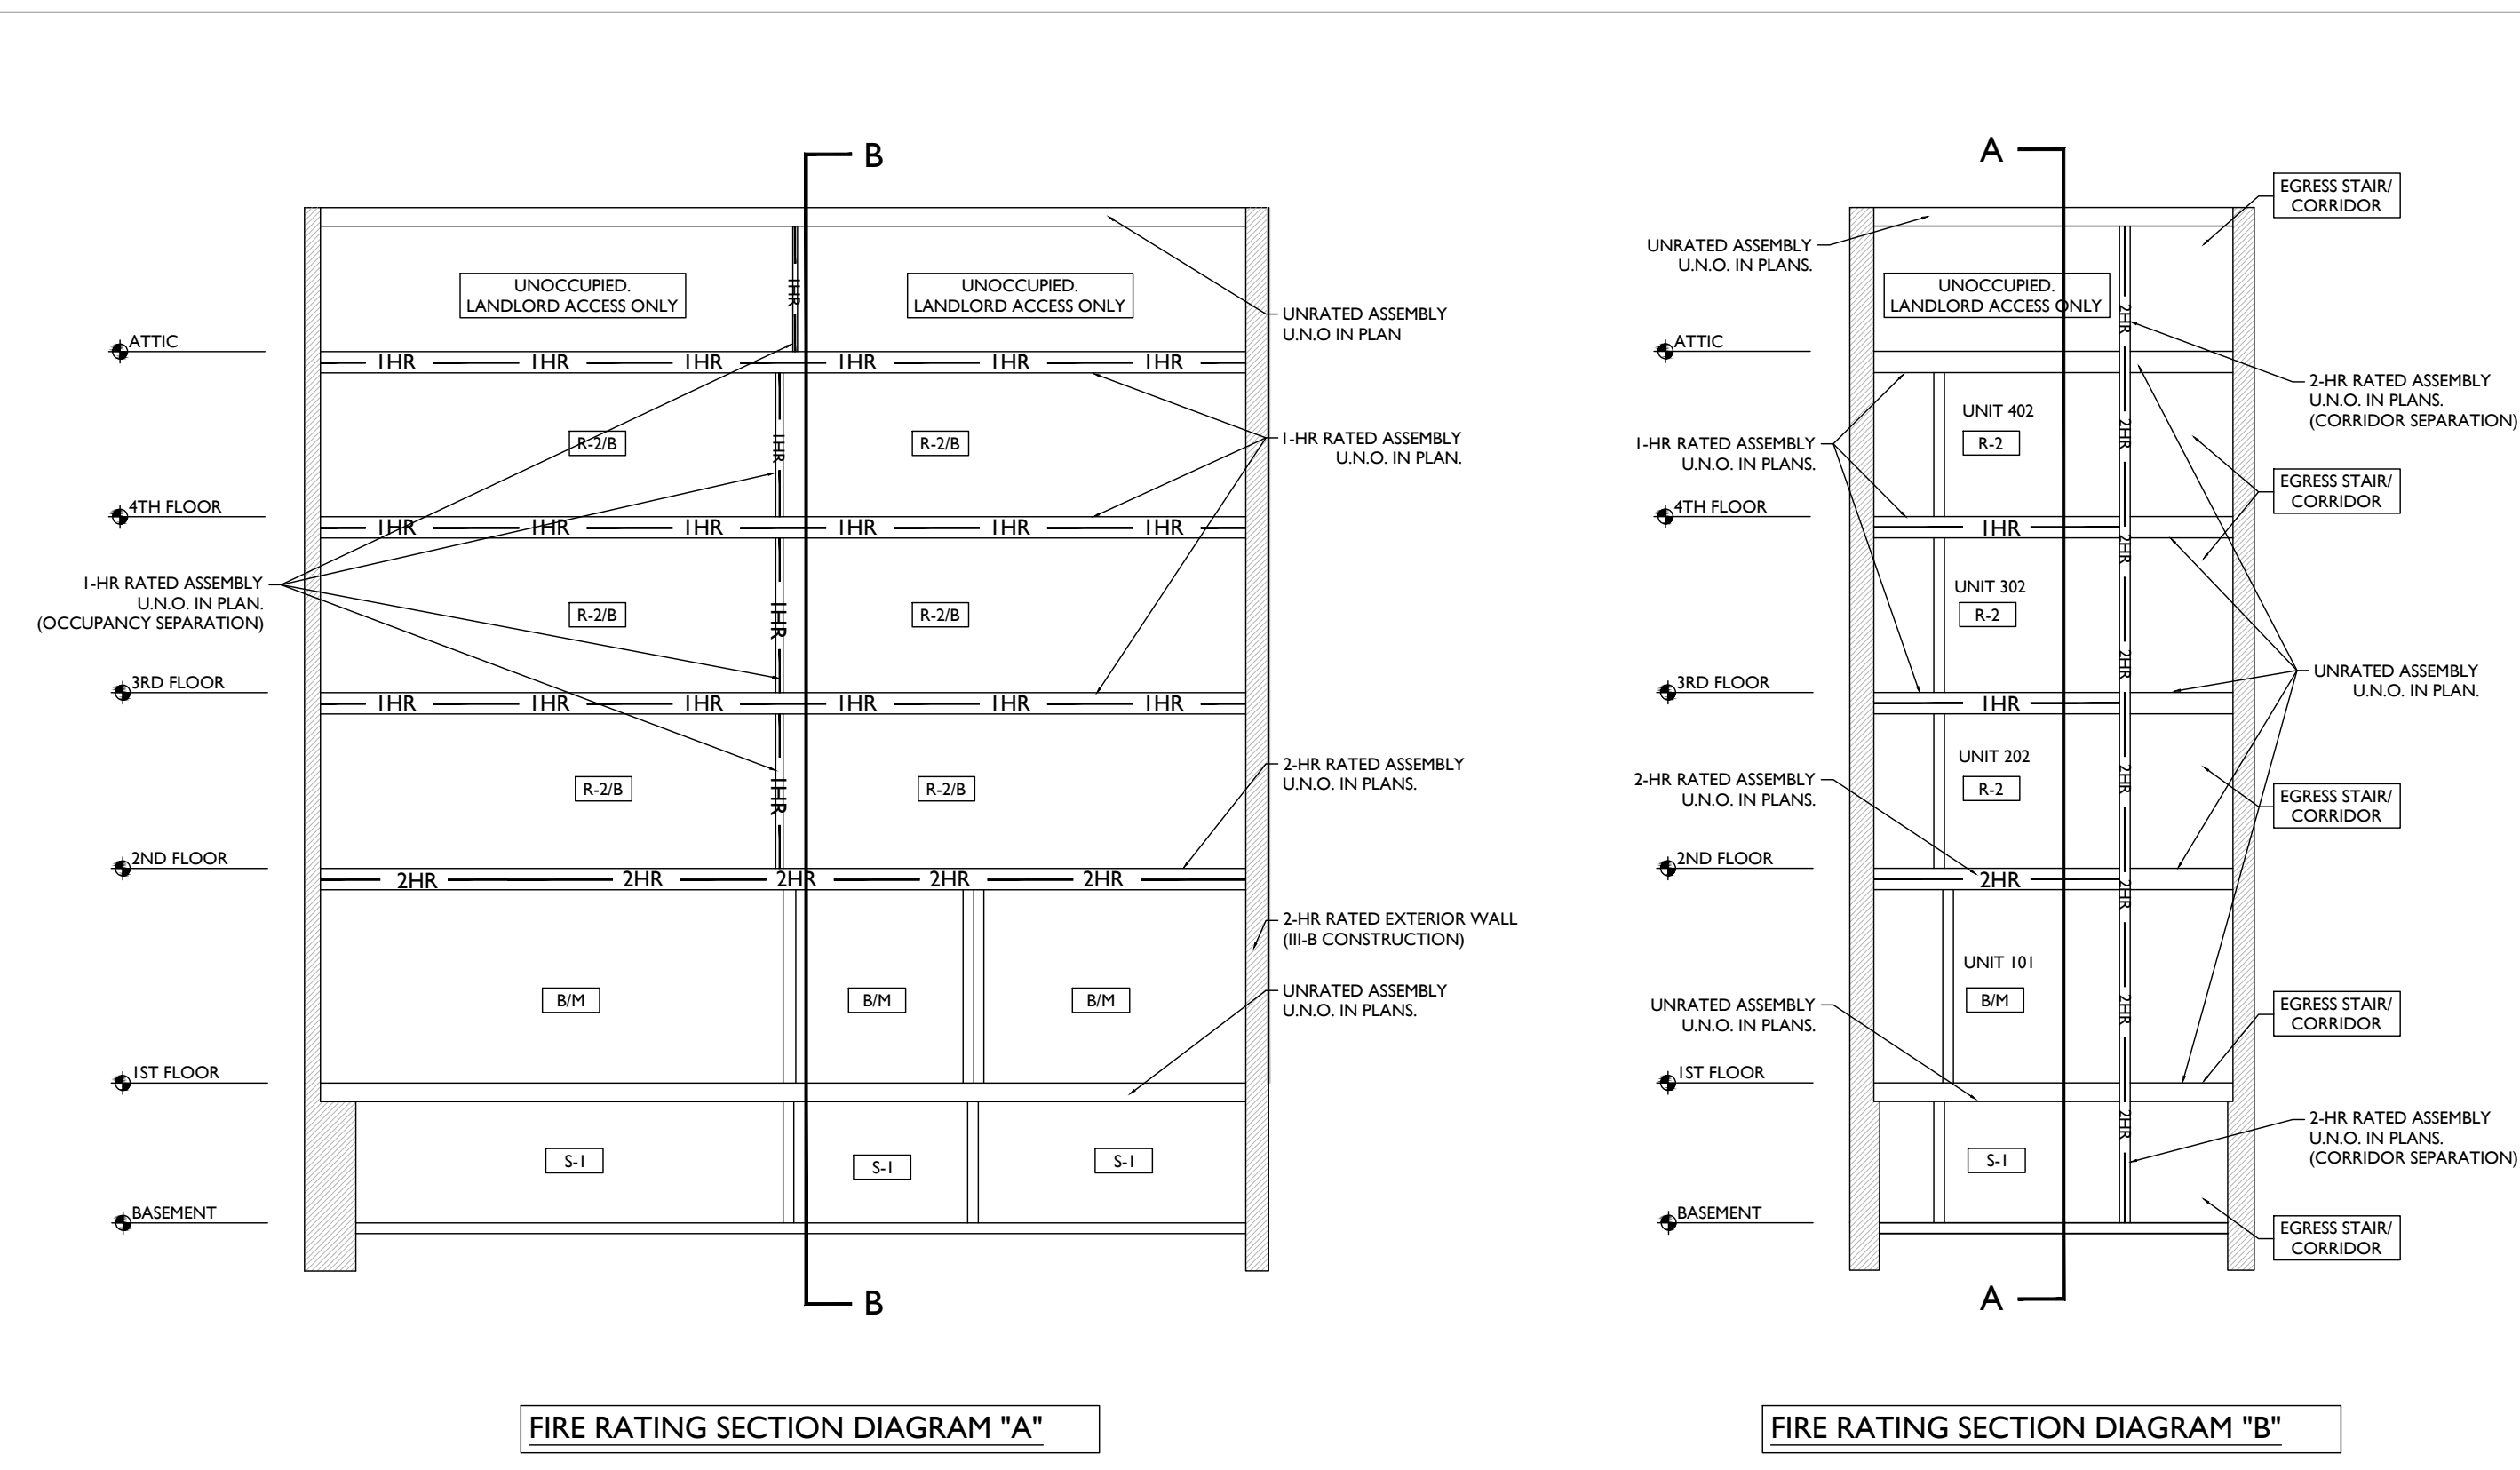 B
UNOCCUPIED.
LANDLORD ACCESS ONLY
1HR
UNOCCUPIED.
LANDLORD ACCESS ONLY
UNRATED ASSEMBLY
U.N.O IN PLAN
ATTIC
1HR 1HR 1HR 1HR 1HR 1HR
R-2/B
1HR
R-2/B
1-HR RATED ASSEMBLY
U.N.O. IN PLAN.
4TH FLOOR
1HR 1HR 1HR 1HR 1HR 1HR
1-HR RATED ASSEMBLY
U.N.O. IN PLAN.
(OCCUPANCY SEPARATION)
R-2/B
1HR
R-2/B
3RD FLOOR
1HR 1HR 1HR 1HR 1HR 1HR
R-2/B
1HR
R-2/B
2-HR RATED ASSEMBLY
U.N.O. IN PLANS.
2ND FLOOR
2HR 2HR 2HR 2HR 2HR
2-HR RATED EXTERIOR WALL
(III-B CONSTRUCTION)
B/M
B/M
B/M
UNRATED ASSEMBLY
U.N.O. IN PLANS.
1ST FLOOR
S-1
S-1
S-1
BASEMENT
B
FIRE RATING SECTION DIAGRAM "A"
A
EGRESS STAIR/
CORRIDOR
UNRATED ASSEMBLY
U.N.O. IN PLANS.
UNOCCUPIED.
LANDLORD ACCESS ONLY
2HR
ATTIC
2-HR RATED ASSEMBLY
U.N.O. IN PLANS.
(CORRIDOR SEPARATION)
UNIT 402
R-2
2HR
1-HR RATED ASSEMBLY
U.N.O. IN PLANS.
EGRESS STAIR/
CORRIDOR
4TH FLOOR
1HR
2HR
UNIT 302
R-2
2HR
UNRATED ASSEMBLY
U.N.O. IN PLAN.
3RD FLOOR
1HR
UNIT 202
R-2
2HR
2-HR RATED ASSEMBLY
U.N.O. IN PLANS.
EGRESS STAIR/
CORRIDOR
2ND FLOOR
2HR
2HR
UNIT 101
B/M
2HR
UNRATED ASSEMBLY
U.N.O. IN PLANS.
EGRESS STAIR/
CORRIDOR
1ST FLOOR
2HR
2-HR RATED ASSEMBLY
U.N.O. IN PLANS.
(CORRIDOR SEPARATION)
S-1
BASEMENT
EGRESS STAIR/
CORRIDOR
A
FIRE RATING SECTION DIAGRAM "B"